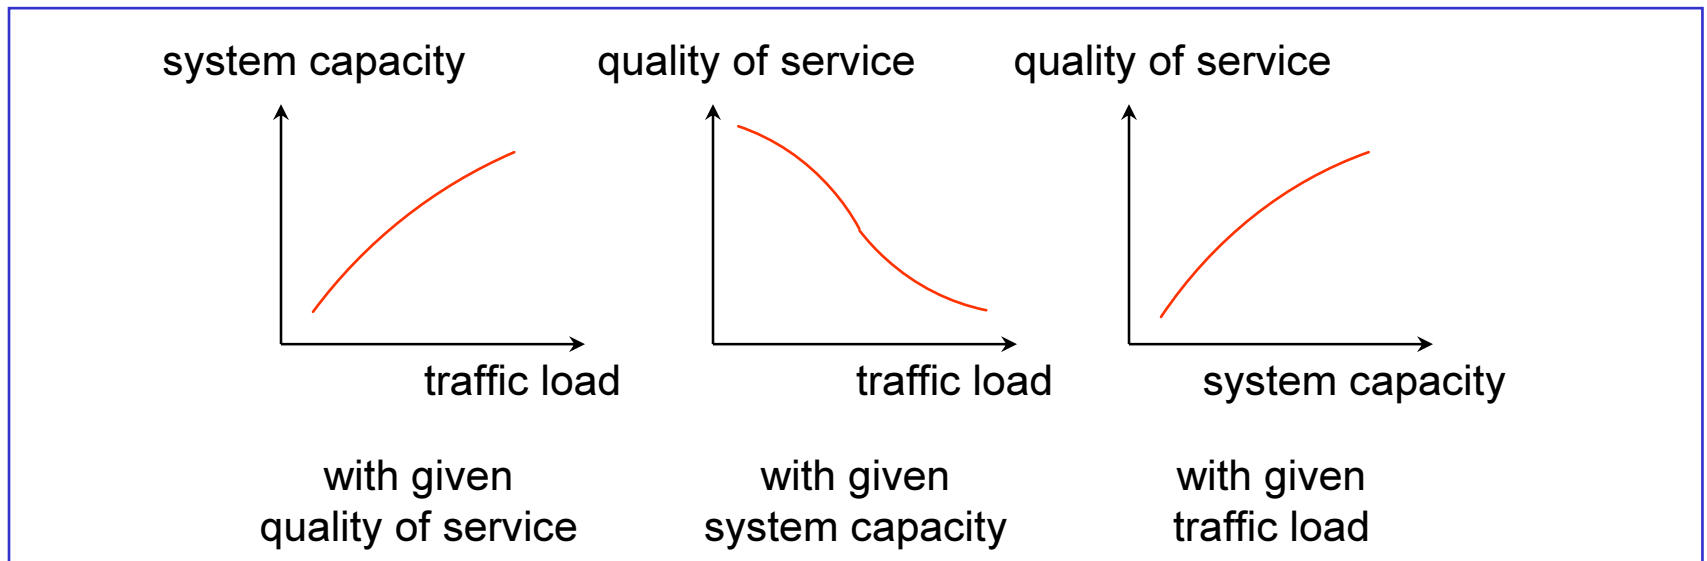 system capacity
quality of service
quality of service
traffic load
traffic load
system capacity
with given
quality of service
with given
system capacity
with given
traffic load